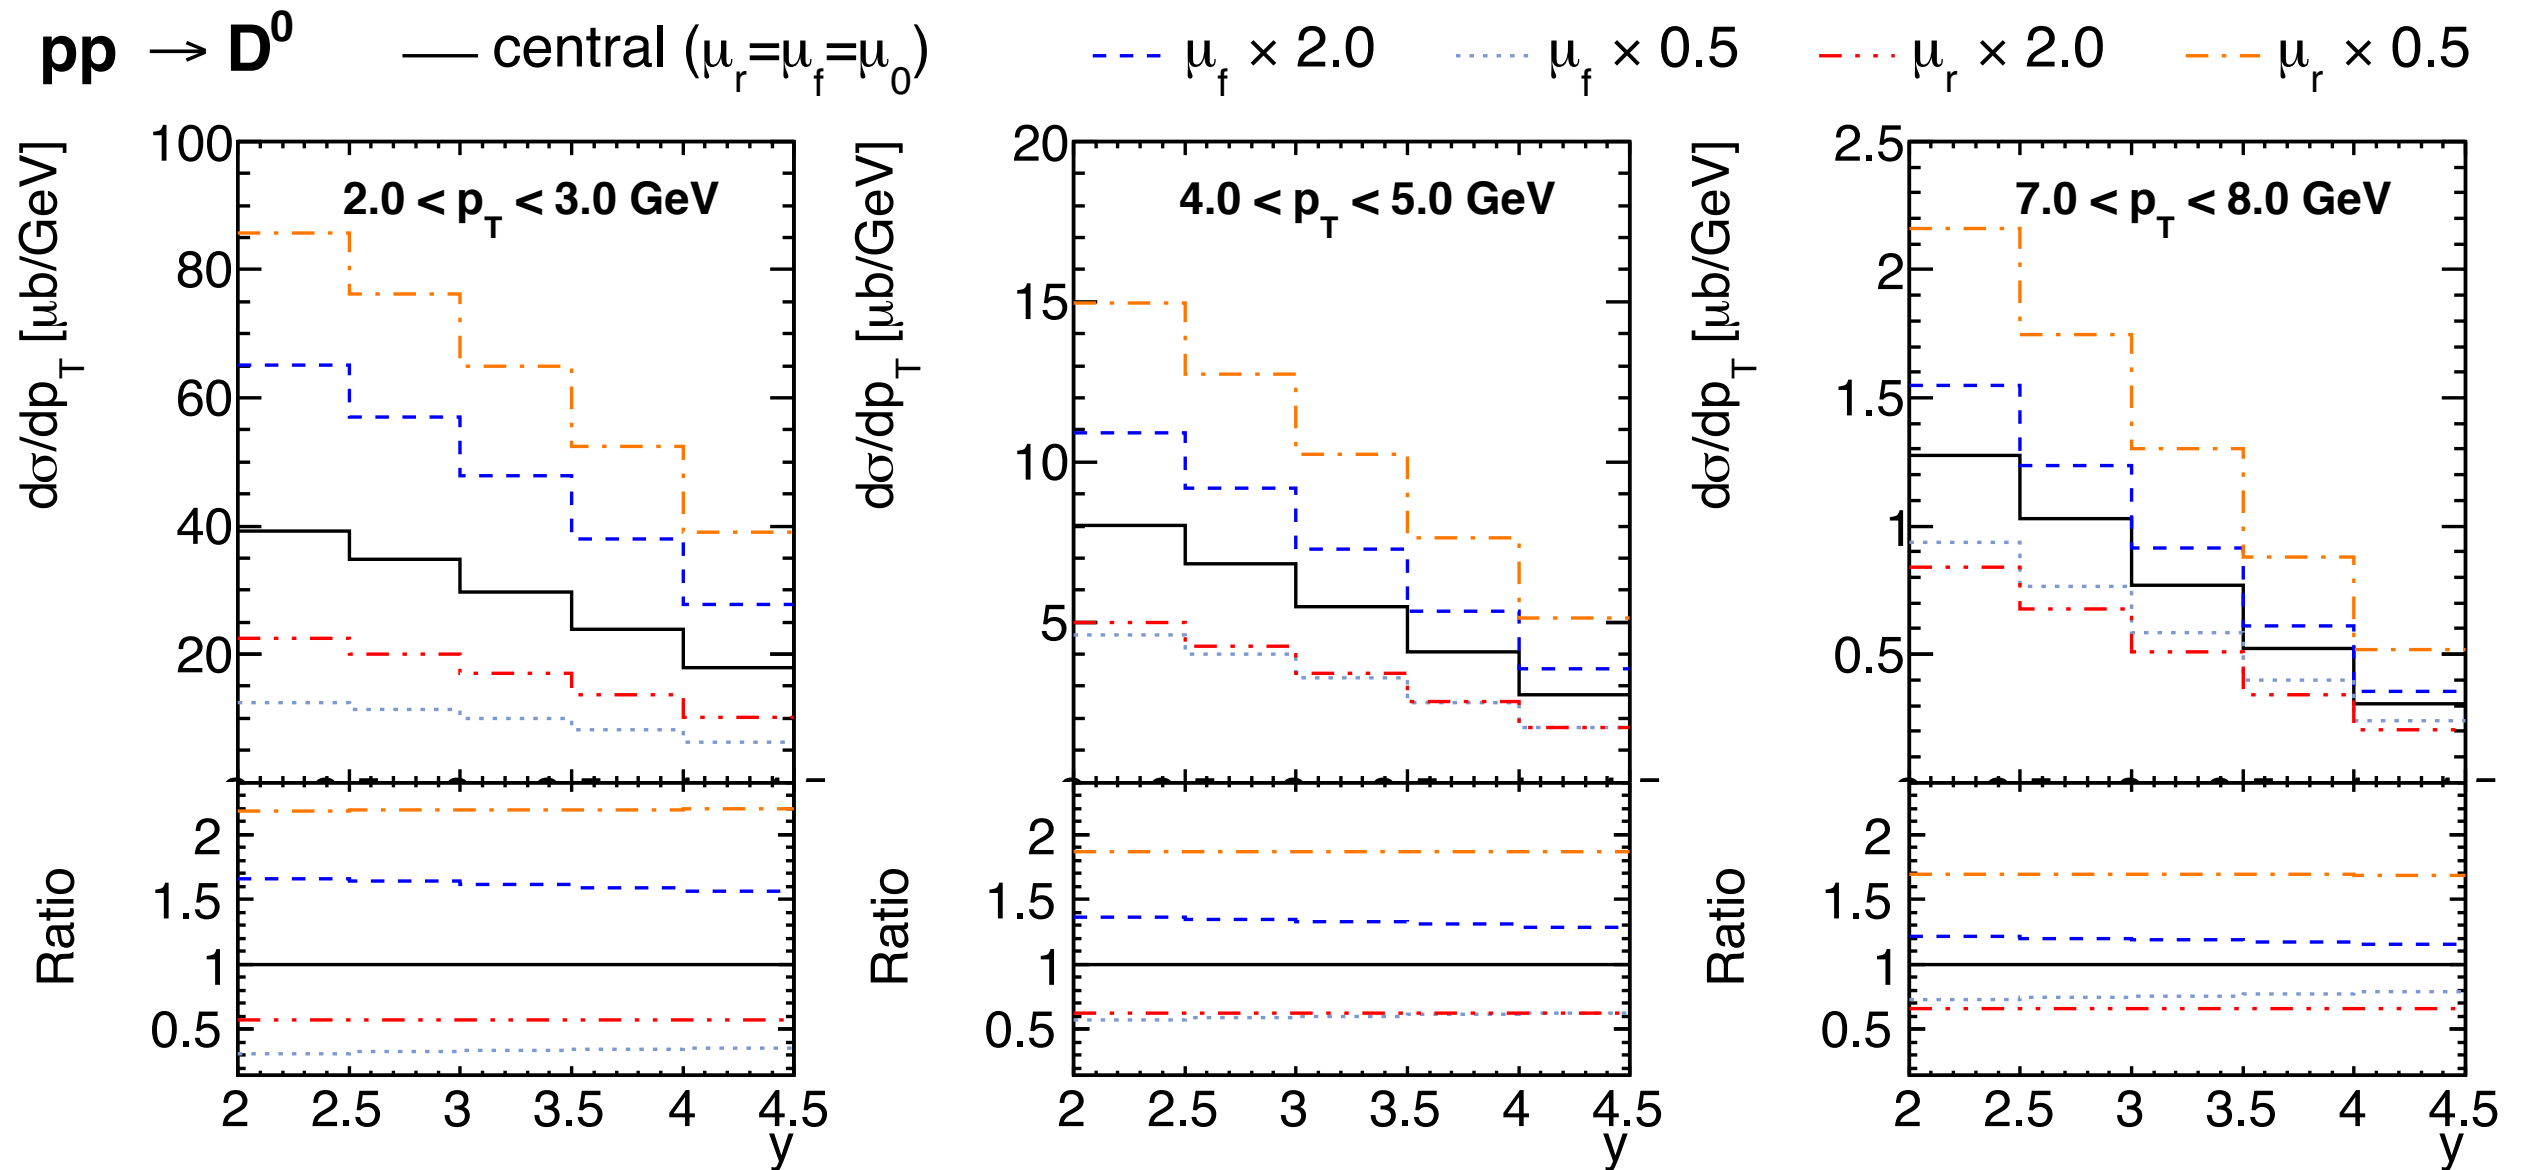 pp → D⁰ central (μr=μf=μ0) μf × 2.0 μf × 0.5 μr × 2.0 μr × 0.5
dσ/dpT [μb/GeV]
2.0 < pT < 3.0 GeV
100
80
60
40
20
Ratio
2
1.5
1
0.5
2 2.5 3 3.5 4 4.5
y
dσ/dpT [μb/GeV]
4.0 < pT < 5.0 GeV
20
15
10
5
Ratio
2
1.5
1
0.5
2 2.5 3 3.5 4 4.5
y
dσ/dpT [μb/GeV]
7.0 < pT < 8.0 GeV
2.5
2
1.5
1
0.5
Ratio
2
1.5
1
0.5
2 2.5 3 3.5 4 4.5
y